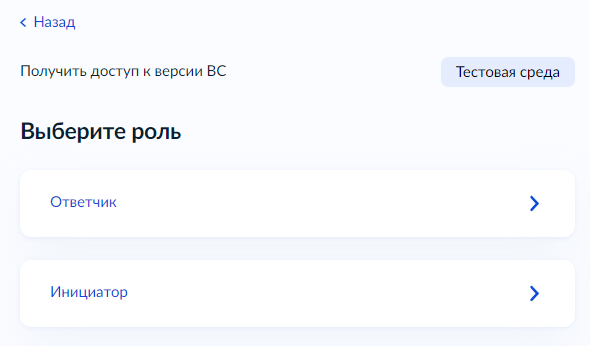 Назад
Получить доступ к версии ВС
Тестовая среда
Выберите роль
Ответчик
Инициатор